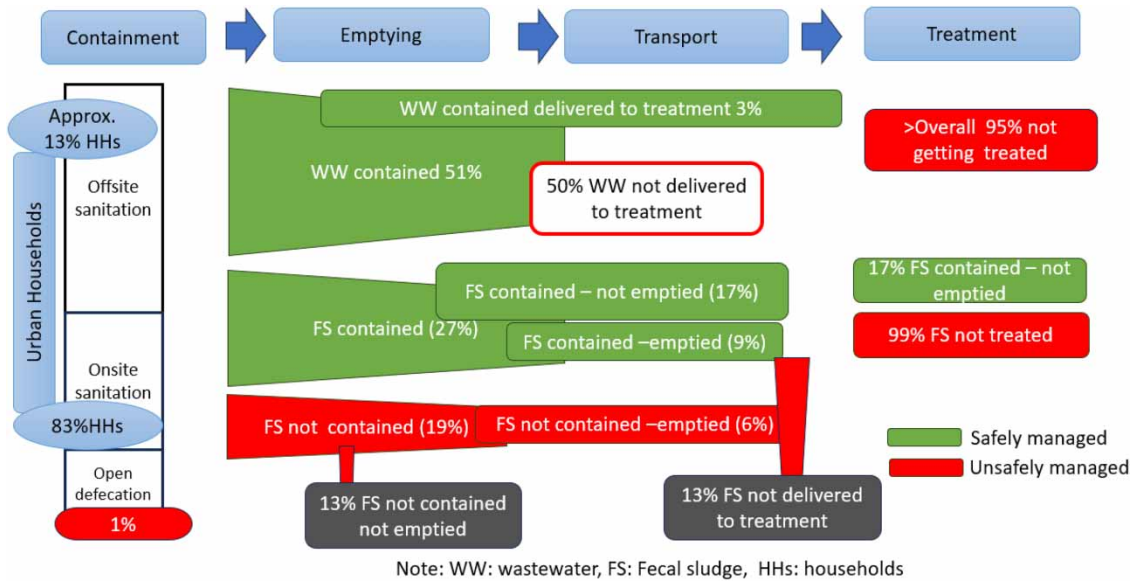 Containment
Emptying
Transport
Treatment
Approx.
13% HHs
Urban Households
Offsite
sanitation
Onsite
sanitation
83%HHs
Open
defecation
1%
WW contained delivered to treatment 3%
WW contained 51%
50% WW not delivered
to treatment
>Overall 95% not
getting treated
FS contained – not emptied (17%)
FS contained (27%)
FS contained –emptied (9%)
17% FS contained – not
emptied
99% FS not treated
FS not contained (19%)
FS not contained –emptied (6%)
13% FS not contained
not emptied
13% FS not delivered
to treatment
Safely managed
Unsafely managed
Note: WW: wastewater, FS: Fecal sludge, HHs: households